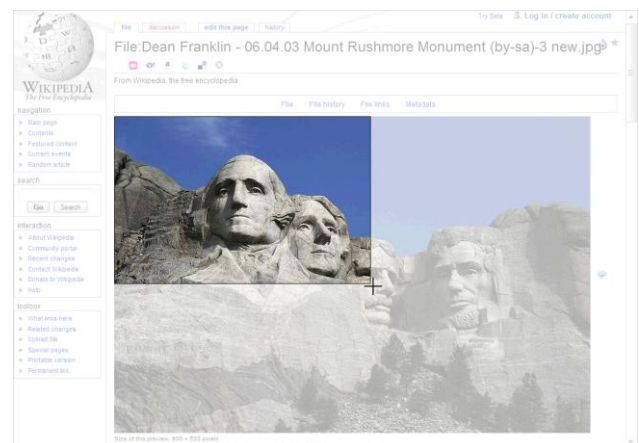 Try Beta Log in / create account
file discussion edit this page history
File:Dean Franklin - 06.04.03 Mount Rushmore Monument (by-sa)-3 new.jpg
From Wikipedia, the free encyclopedia
File File history File links Metadata
WIKIPEDIA
The Free Encyclopedia
navigation
Main page
Contents
Featured content
Current events
Random article
search
Go Search
interaction
About Wikipedia
Community portal
Recent changes
Contact Wikipedia
Donate to Wikipedia
Help
toolbox
What links here
Related changes
Upload file
Special pages
Printable version
Permanent link
Size of this preview: 800 × 533 pixels